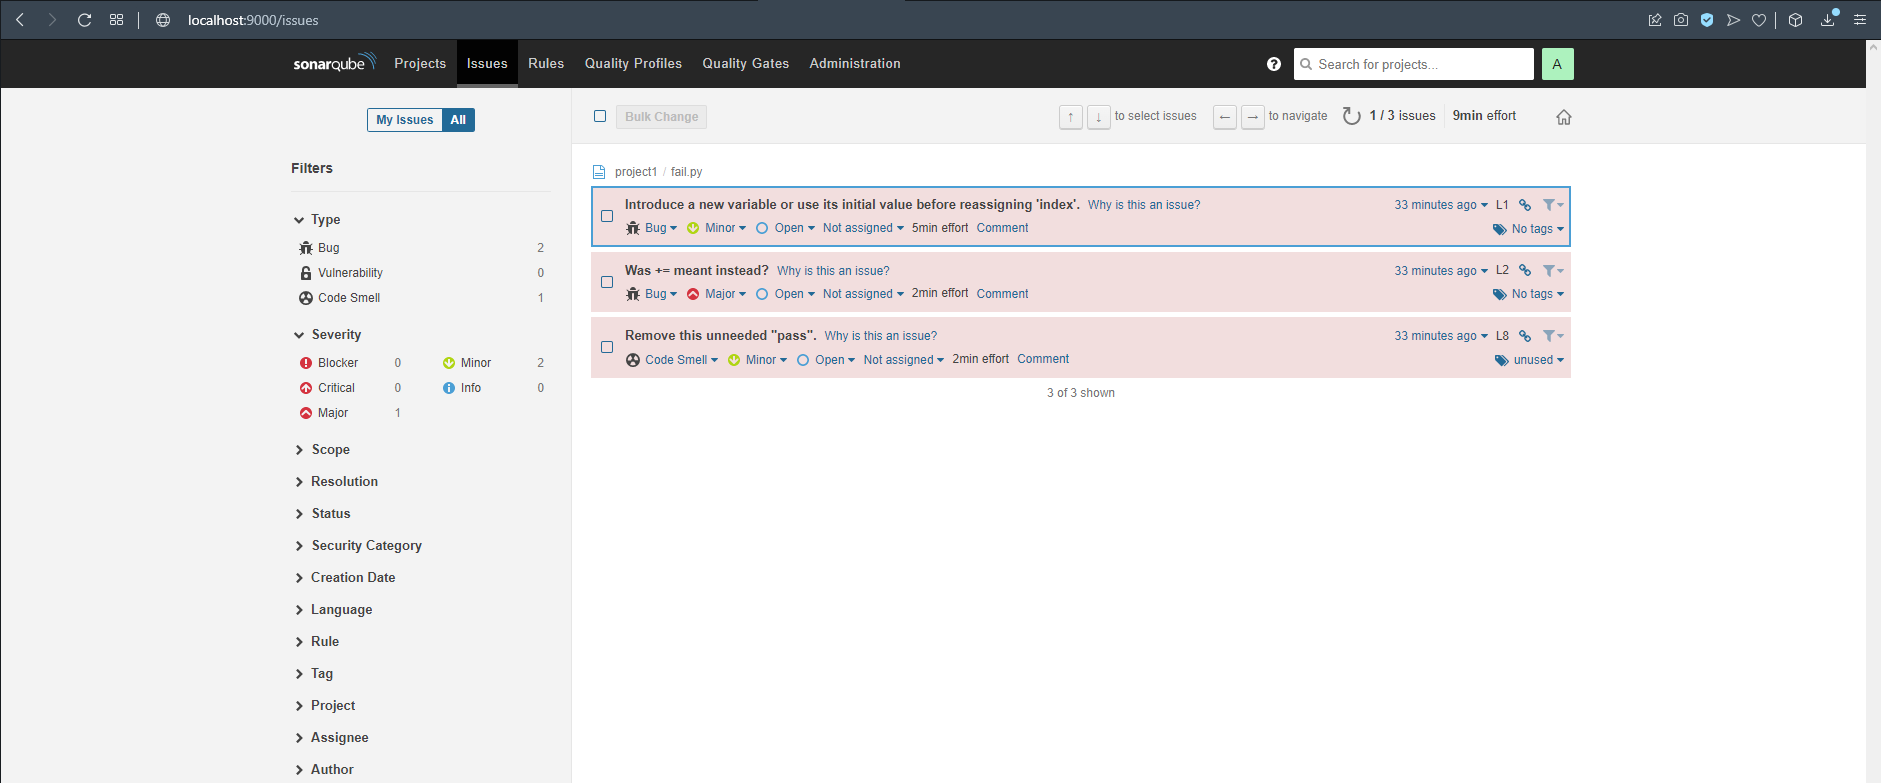 localhost:9000/issues
sonarqube Projects Issues Rules Quality Profiles Quality Gates Administration Search for projects... A
My Issues All
Bulk Change ↑ ↓ to select issues ← → to navigate 1 / 3 issues 9min effort
Filters
Type
Bug 2
Vulnerability 0
Code Smell 1
Severity
Blocker 0 Minor 2
Critical 0 Info 0
Major 1
Scope
Resolution
Status
Security Category
Creation Date
Language
Rule
Tag
Project
Assignee
Author
project1 / fail.py
Introduce a new variable or use its initial value before reassigning 'index'. Why is this an issue? 33 minutes ago L1
Bug Minor Open Not assigned 5min effort Comment No tags
Was += meant instead? Why is this an issue? 33 minutes ago L2
Bug Major Open Not assigned 2min effort Comment No tags
Remove this unneeded "pass". Why is this an issue? 33 minutes ago L8
Code Smell Minor Open Not assigned 2min effort Comment unused
3 of 3 shown